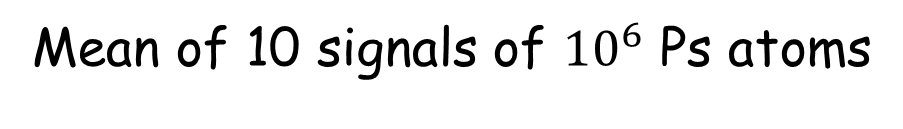 Mean of 10 signals of 10⁶ Ps atoms